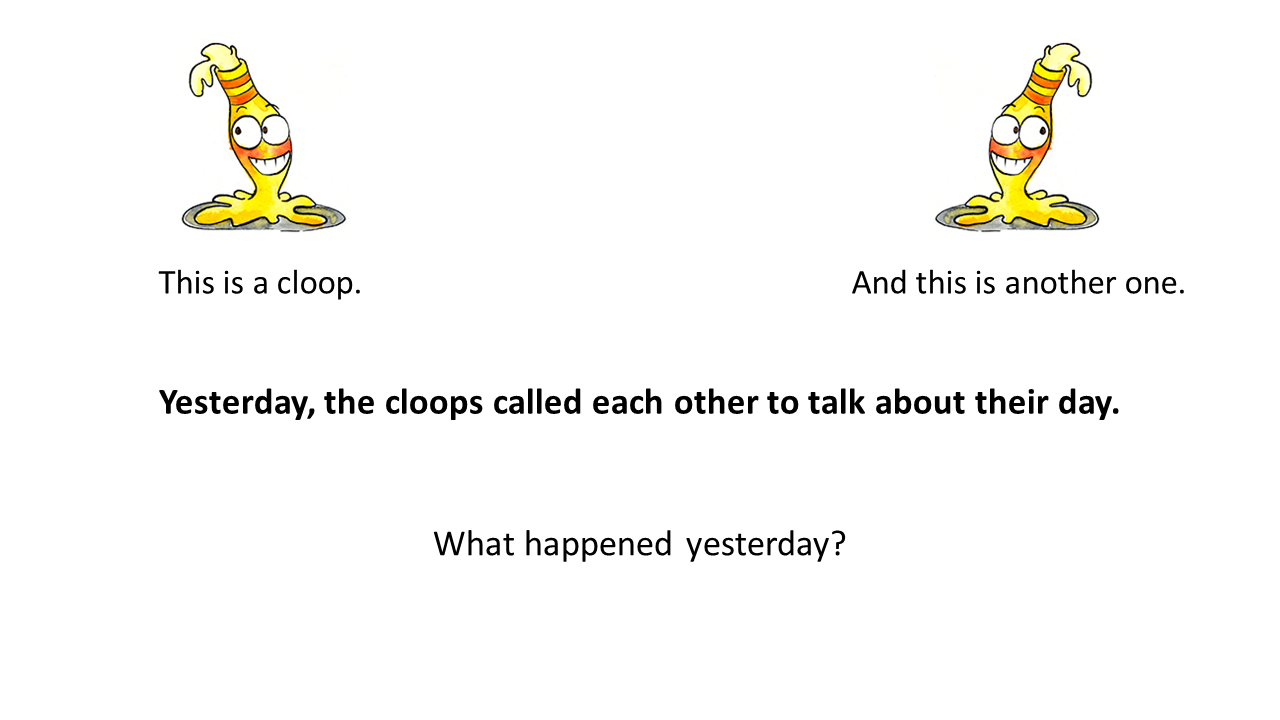 This is a cloop.
And this is another one.
Yesterday, the cloops called each other to talk about their day.
What happened yesterday?